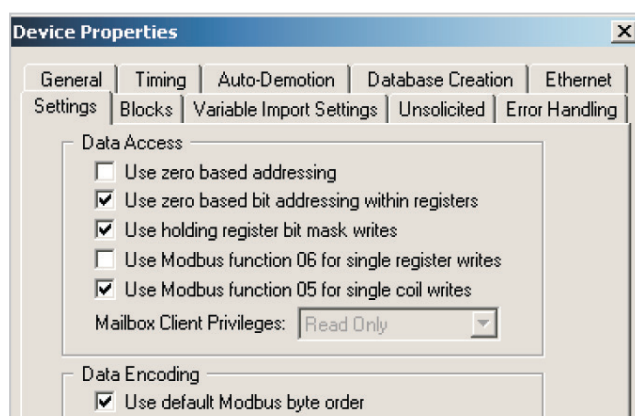 Device Properties
General Timing Auto-Demotion Database Creation Ethernet
Settings Blocks Variable Import Settings Unsolicited Error Handling
Data Access
Use zero based addressing
Use zero based bit addressing within registers
Use holding register bit mask writes
Use Modbus function 06 for single register writes
Use Modbus function 05 for single coil writes
Mailbox Client Privileges: Read Only
Data Encoding
Use default Modbus byte order